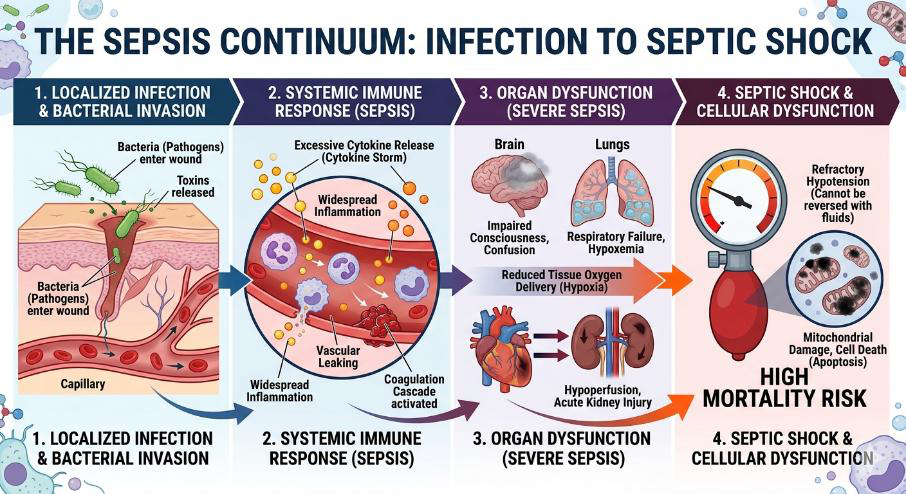 THE SEPSIS CONTINUUM: INFECTION TO SEPTIC SHOCK
1. LOCALIZED INFECTION
& BACTERIAL INVASION
Bacteria (Pathogens)
enter wound
Toxins
released
Bacteria
(Pathogens)
enter wound
Capillary
1. LOCALIZED INFECTION
& BACTERIAL INVASION
2. SYSTEMIC IMMUNE
RESPONSE (SEPSIS)
Excessive Cytokine Release
(Cytokine Storm)
Widespread
Inflammation
Vascular
Leaking
Widespread
Inflammation
Coagulation
Cascade
activated
2. SYSTEMIC IMMUNE
RESPONSE (SEPSIS)
3. ORGAN DYSFUNCTION
(SEVERE SEPSIS)
Brain
Lungs
Impaired
Consciousness,
Confusion
Respiratory Failure,
Hypoxemia
Reduced Tissue Oxygen
Delivery (Hypoxia)
Hypoperfusion,
Acute Kidney Injury
3. ORGAN DYSFUNCTION
(SEVERE SEPSIS)
4. SEPTIC SHOCK &
CELLULAR DYSFUNCTION
Refractory
Hypotension
(Cannot be
reversed with
fluids)
Mitochondrial
Damage, Cell Death
(Apoptosis)
HIGH
MORTALITY RISK
4. SEPTIC SHOCK &
CELLULAR DYSFUNCTION